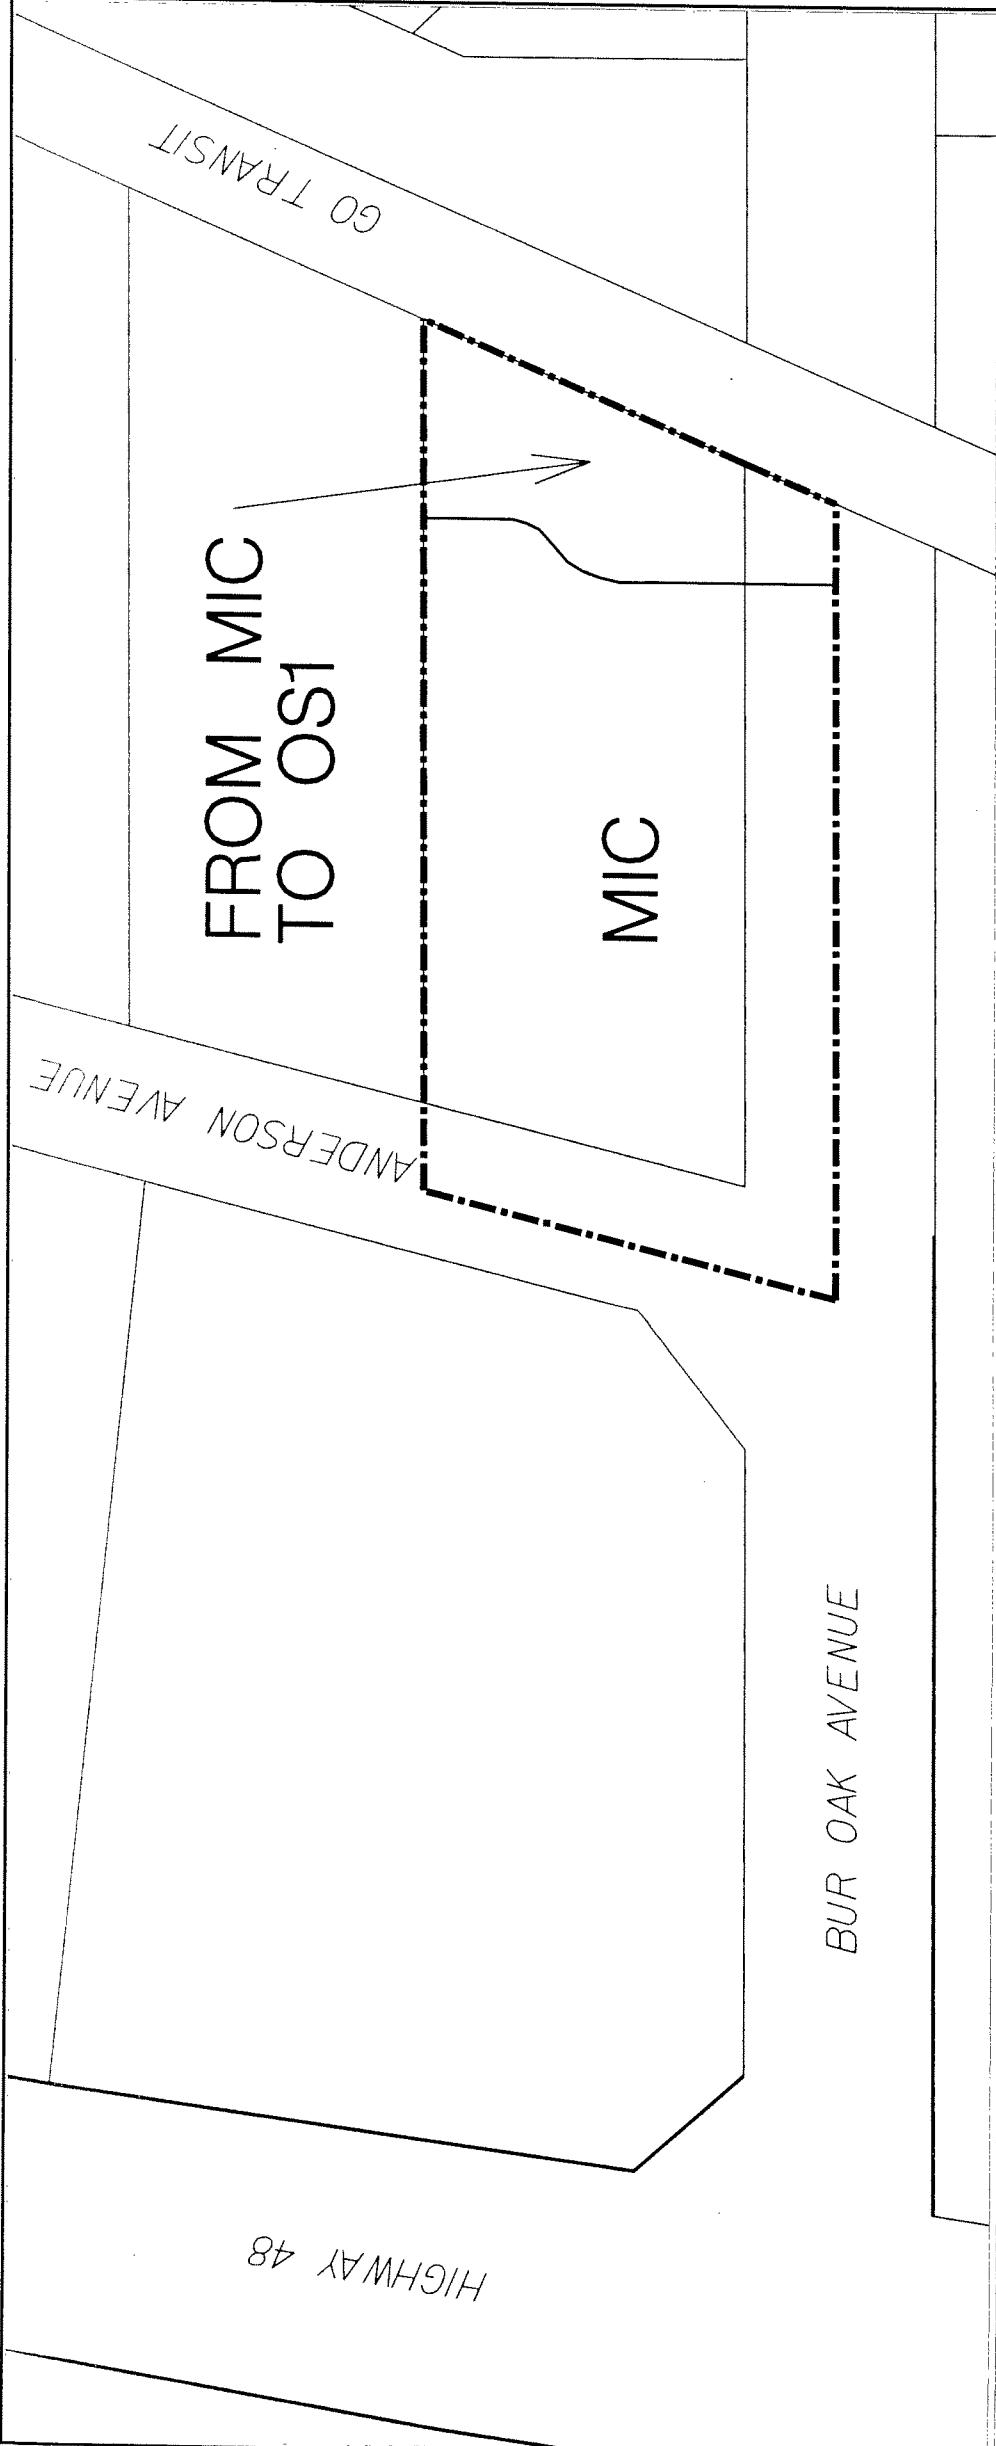 GO TRANSIT
FROM MIC
TO OS1
MIC
ANDERSON AVENUE
BUR OAK AVENUE
HIGHWAY 48